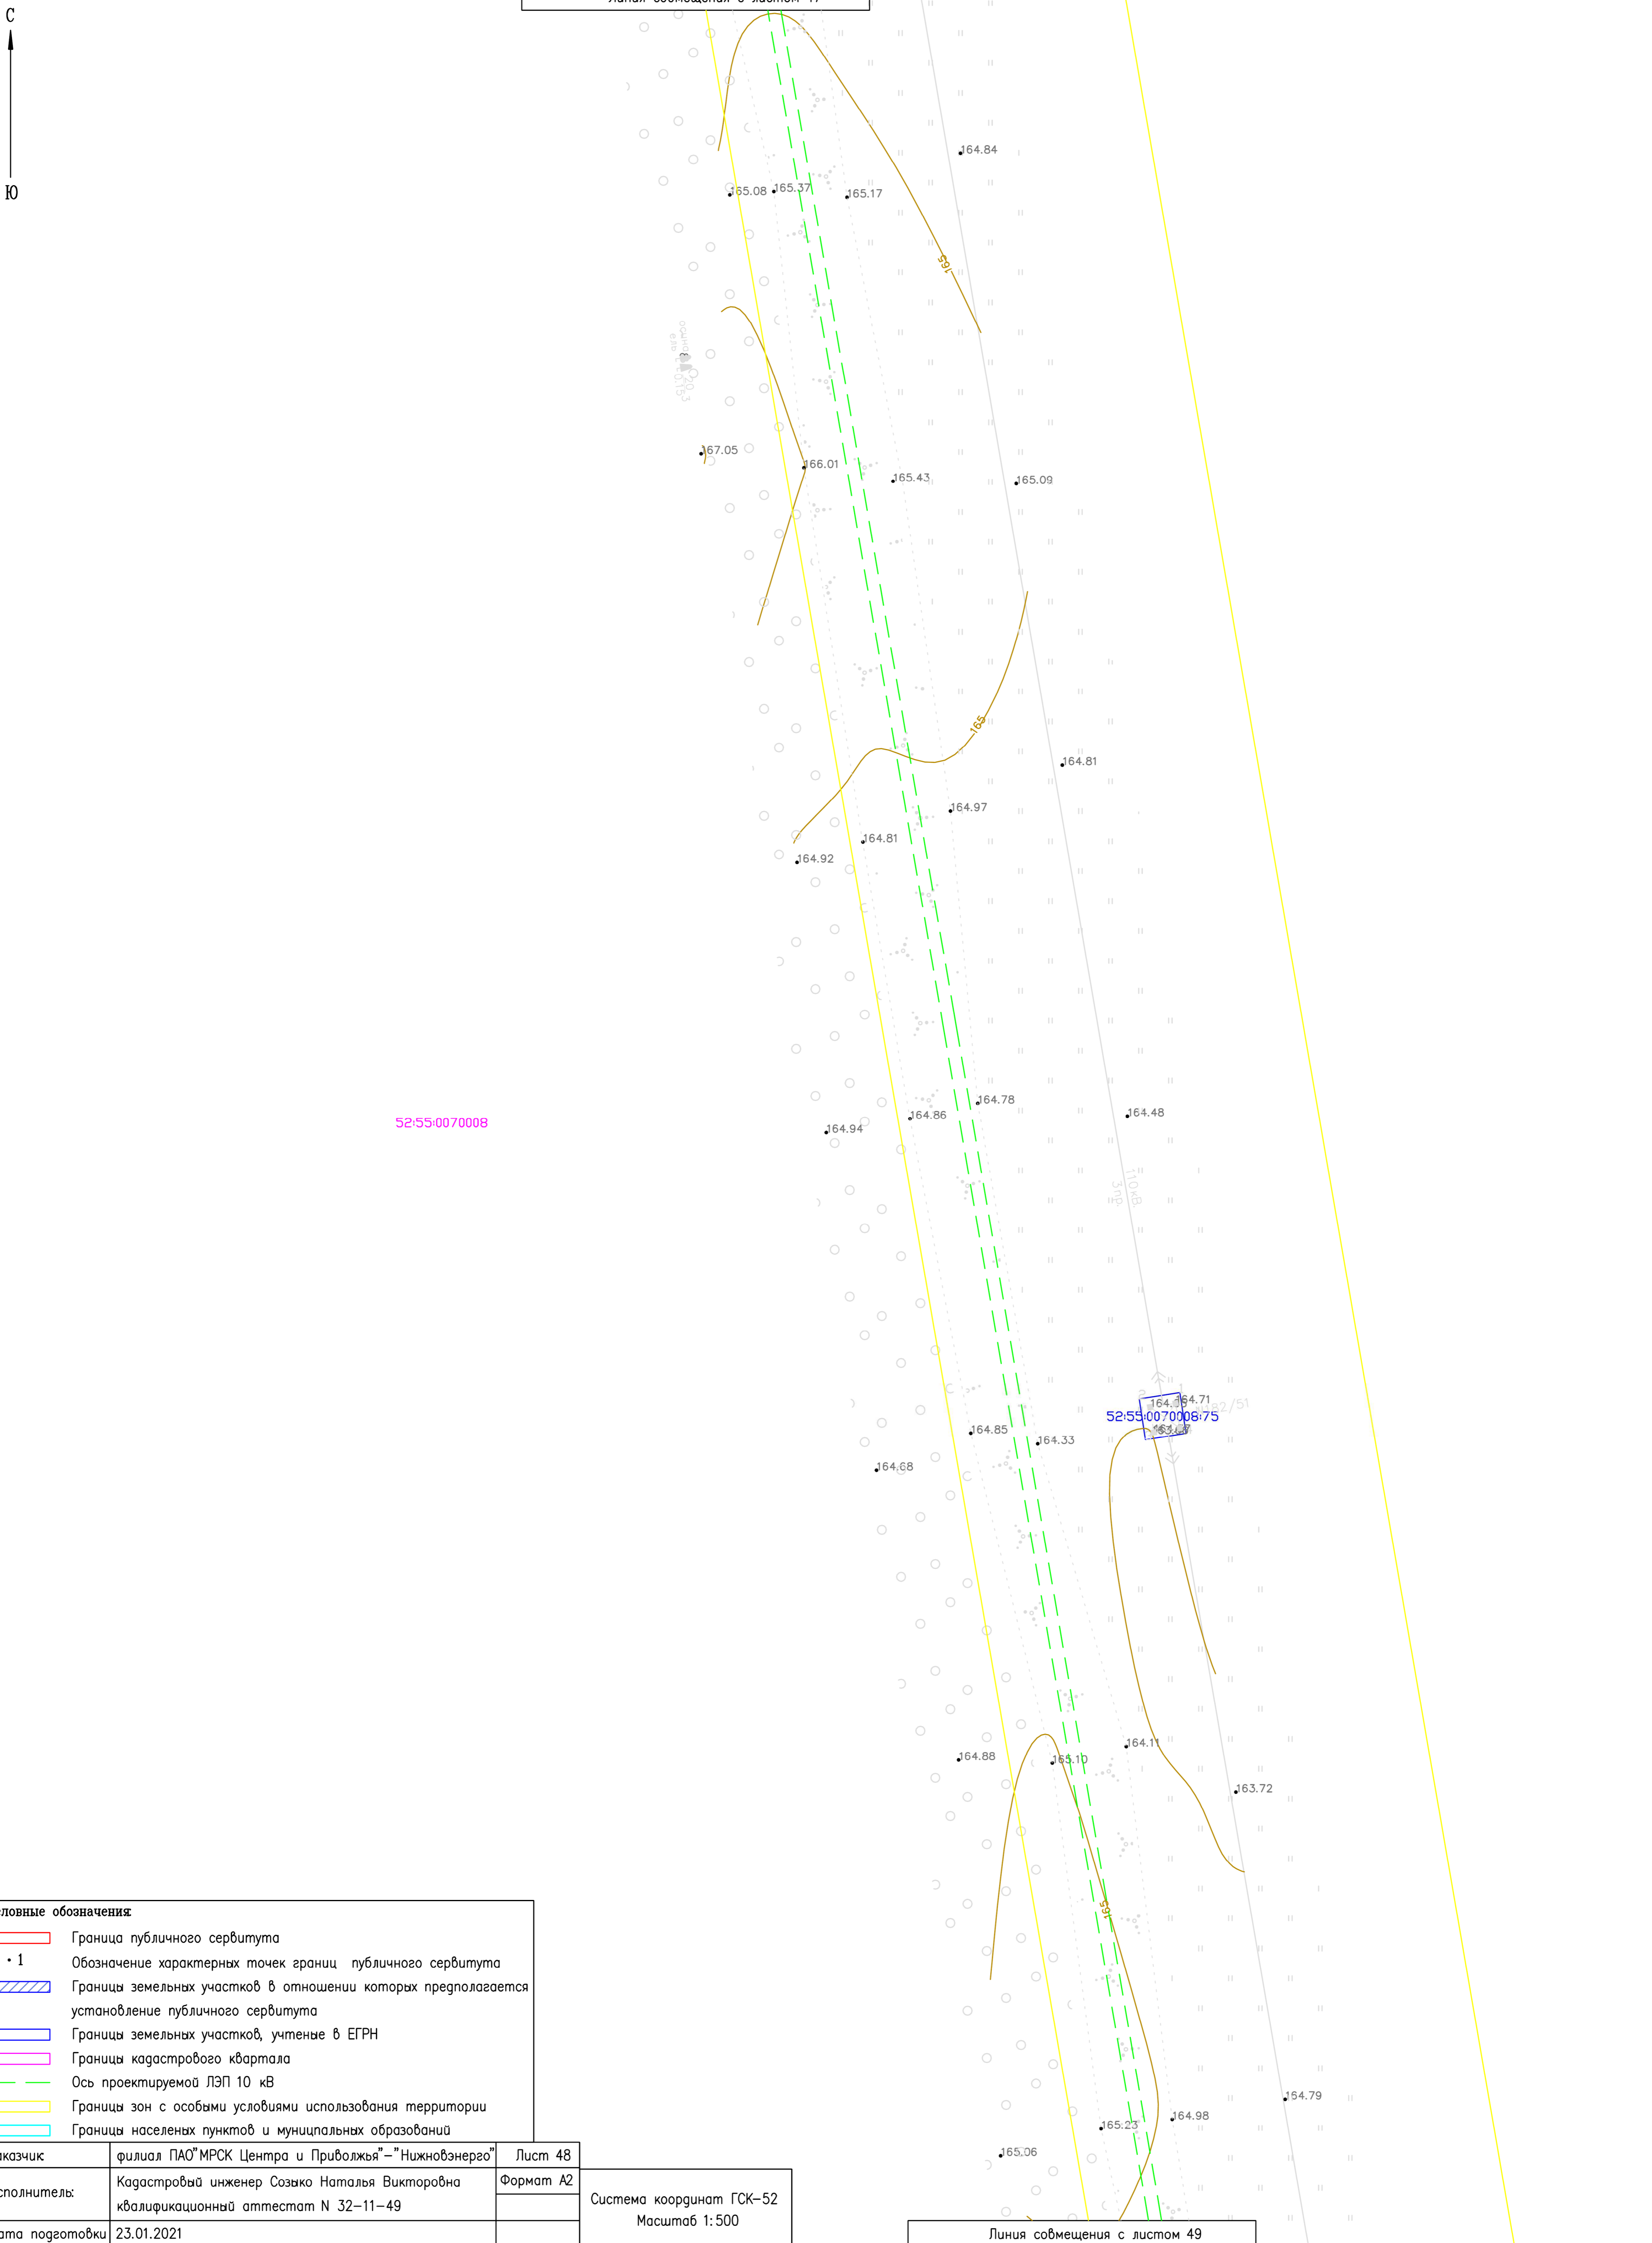 С
Ю
164.84
165.08
165.37
165.17
165
167.05
166.01
165.43
165.09
165
164.81
164.97
164.81
164.92
164.78
164.86
164.48
164.94
52:55:0070008
110кВ
3пр.
164.71
52:55:0070008:75
164.85
164.33
164.68
164.11
164.88
165.10
163.72
165
164.79
164.98
165.23
165.06
словные обозначения:
Граница публичного сервитута
· 1 Обозначение характерных точек границ публичного сервитута
Границы земельных участков в отношении которых предполагается
установление публичного сервитута
Границы земельных участков, учтеные в ЕГРН
Границы кадастрового квартала
Ось проектируемой ЛЭП 10 кВ
Границы зон с особыми условиями использования территории
Границы населеных пунктов и муниципальных образований
аказчик: филиал ПАО"МРСК Центра и Приволжья"-"Нижновэнерго" Лист 48
сполнитель: Кадастровый инженер Созыко Наталья Викторовна Формат А2
квалификационный аттестат N 32-11-49
ата подготовки 23.01.2021
Система координат ГСК-52
Масштаб 1:500
Линия совмещения с листом 49